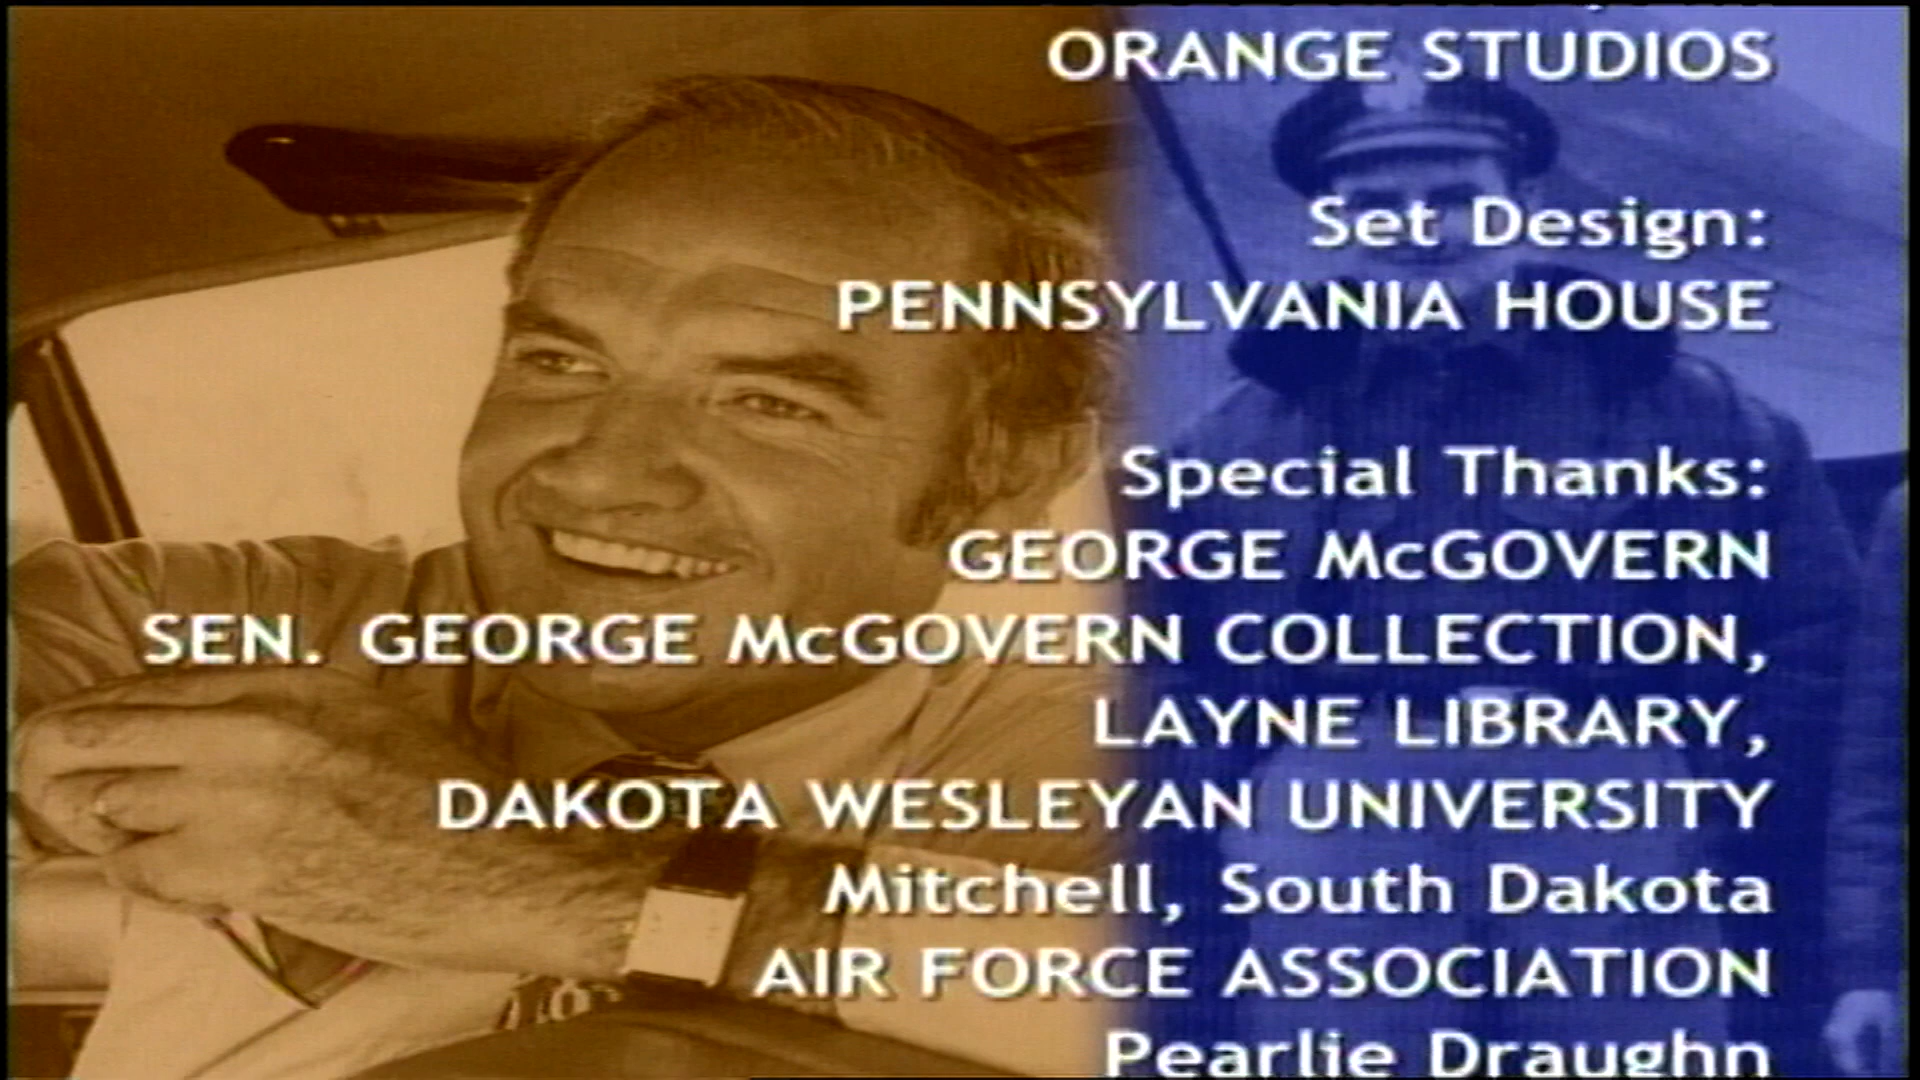 ORANGE STUDIOS
Set Design:
PENNSYLVANIA HOUSE
Special Thanks:
GEORGE McGOVERN
SEN. GEORGE McGOVERN COLLECTION,
LAYNE LIBRARY,
DAKOTA WESLEYAN UNIVERSITY
Mitchell, South Dakota
AIR FORCE ASSOCIATION
Pearlie Draughn